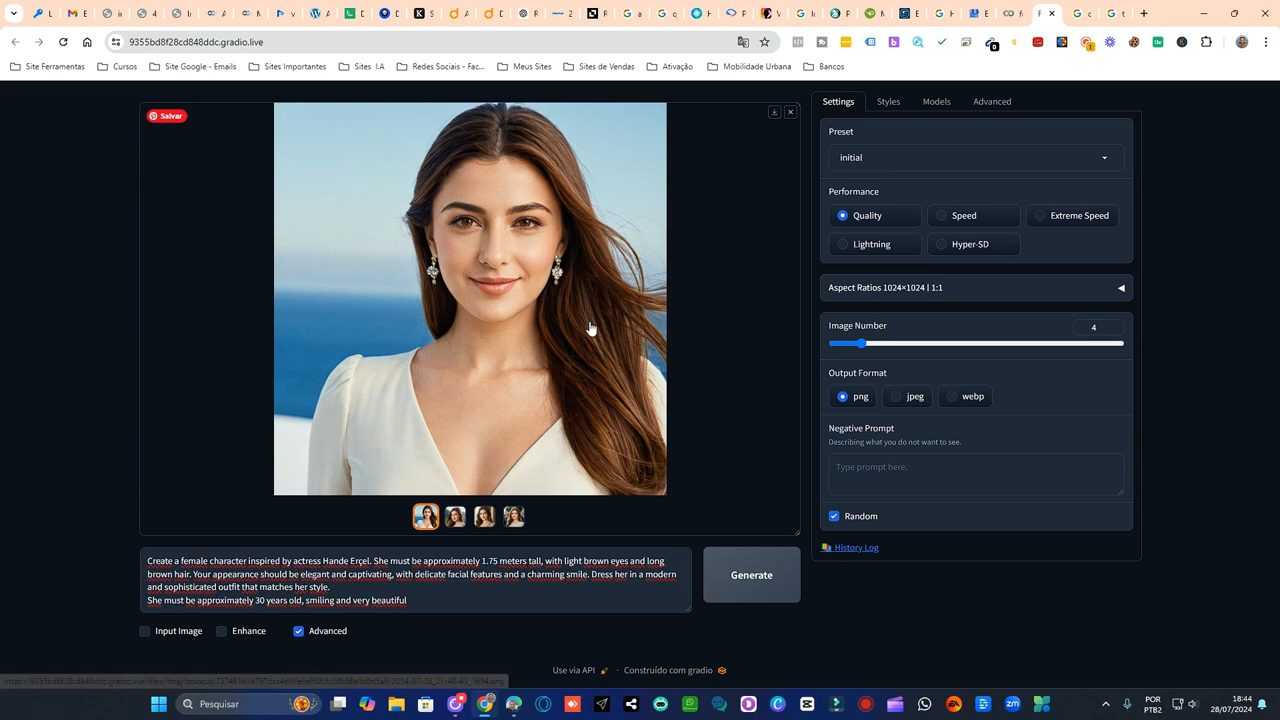 9355bd8f28cd848ddc.gradio.live
Site Ferramentas
Cursos
Site Google - Emails
Sites Importantes
Sites I.A
Redes Sociais - Fac...
Meus Sites
Sites de Vendas
Ativação
Mobilidade Urbana
Bancos
Salvar
Settings
Styles
Models
Advanced
Preset
initial
Performance
Quality
Speed
Extreme Speed
Lightning
Hyper-SD
Aspect Ratios 1024×1024 | 1:1
Image Number
4
Output Format
png
jpeg
webp
Negative Prompt
Describing what you do not want to see.
Type prompt here.
Random
History Log
Create a female character inspired by actress Hande Erçel. She must be approximately 1.75 meters tall, with light brown eyes and long
brown hair. Your appearance should be elegant and captivating, with delicate facial features and a charming smile. Dress her in a modern
and sophisticated outfit that matches her style.
She must be approximately 30 years old, smiling and very beautiful
Generate
Input Image
Enhance
Advanced
Use via API
·
Construído com gradio
Pesquisar
POR
PTB2
18:44
28/07/2024